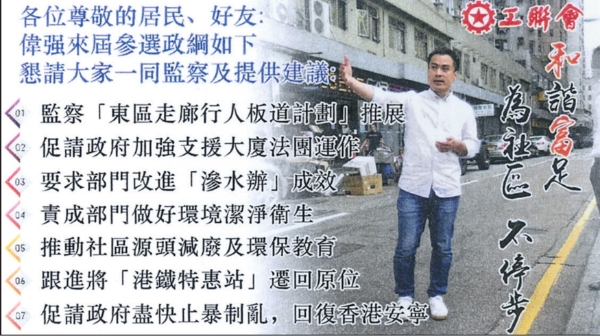 各位尊敬的居民、好友:
偉强來屆參選政綱如下
懇請大家一同監察及提供建議:
01 監察「東區走廊行人板道計劃」推展
02 促請政府加強支援大廈法團運作
03 要求部門改進「滲水辦」成效
04 責成部門做好環境潔淨衛生
05 推動社區源頭減廢及環保教育
06 跟進將「港鐵特惠站」遷回原位
07 促請政府盡快止暴制亂，回復香港安寧
工聯會
和諧富足
為社區 不停步